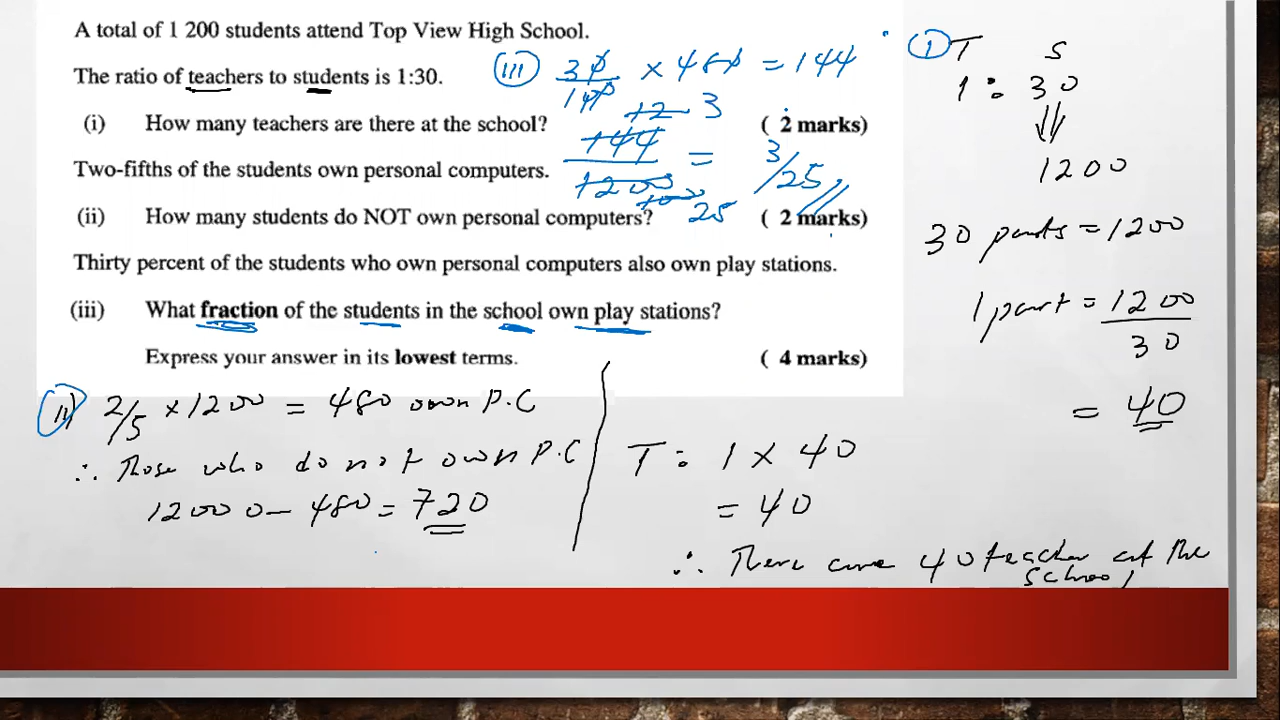 A total of 1 200 students attend Top View High School.
The ratio of teachers to students is 1:30.
(i) How many teachers are there at the school? ( 2 marks)
Two-fifths of the students own personal computers.
(ii) How many students do NOT own personal computers? ( 2 marks)
Thirty percent of the students who own personal computers also own play stations.
(iii) What fraction of the students in the school own play stations?
Express your answer in its lowest terms. ( 4 marks)
(iii) 30/100 × 480 = 144
12 3
144/1200 = 3/25
100
25
(i) T S
1 : 30
1200
30 parts = 1200
1 part = 1200/30
= 40
T: 1 × 40
= 40
∴ There are 40 teacher at the
school
(ii) 2/5 × 1200 = 480 own P.C
∴ Those who do not own P.C
12000 - 480 = 720